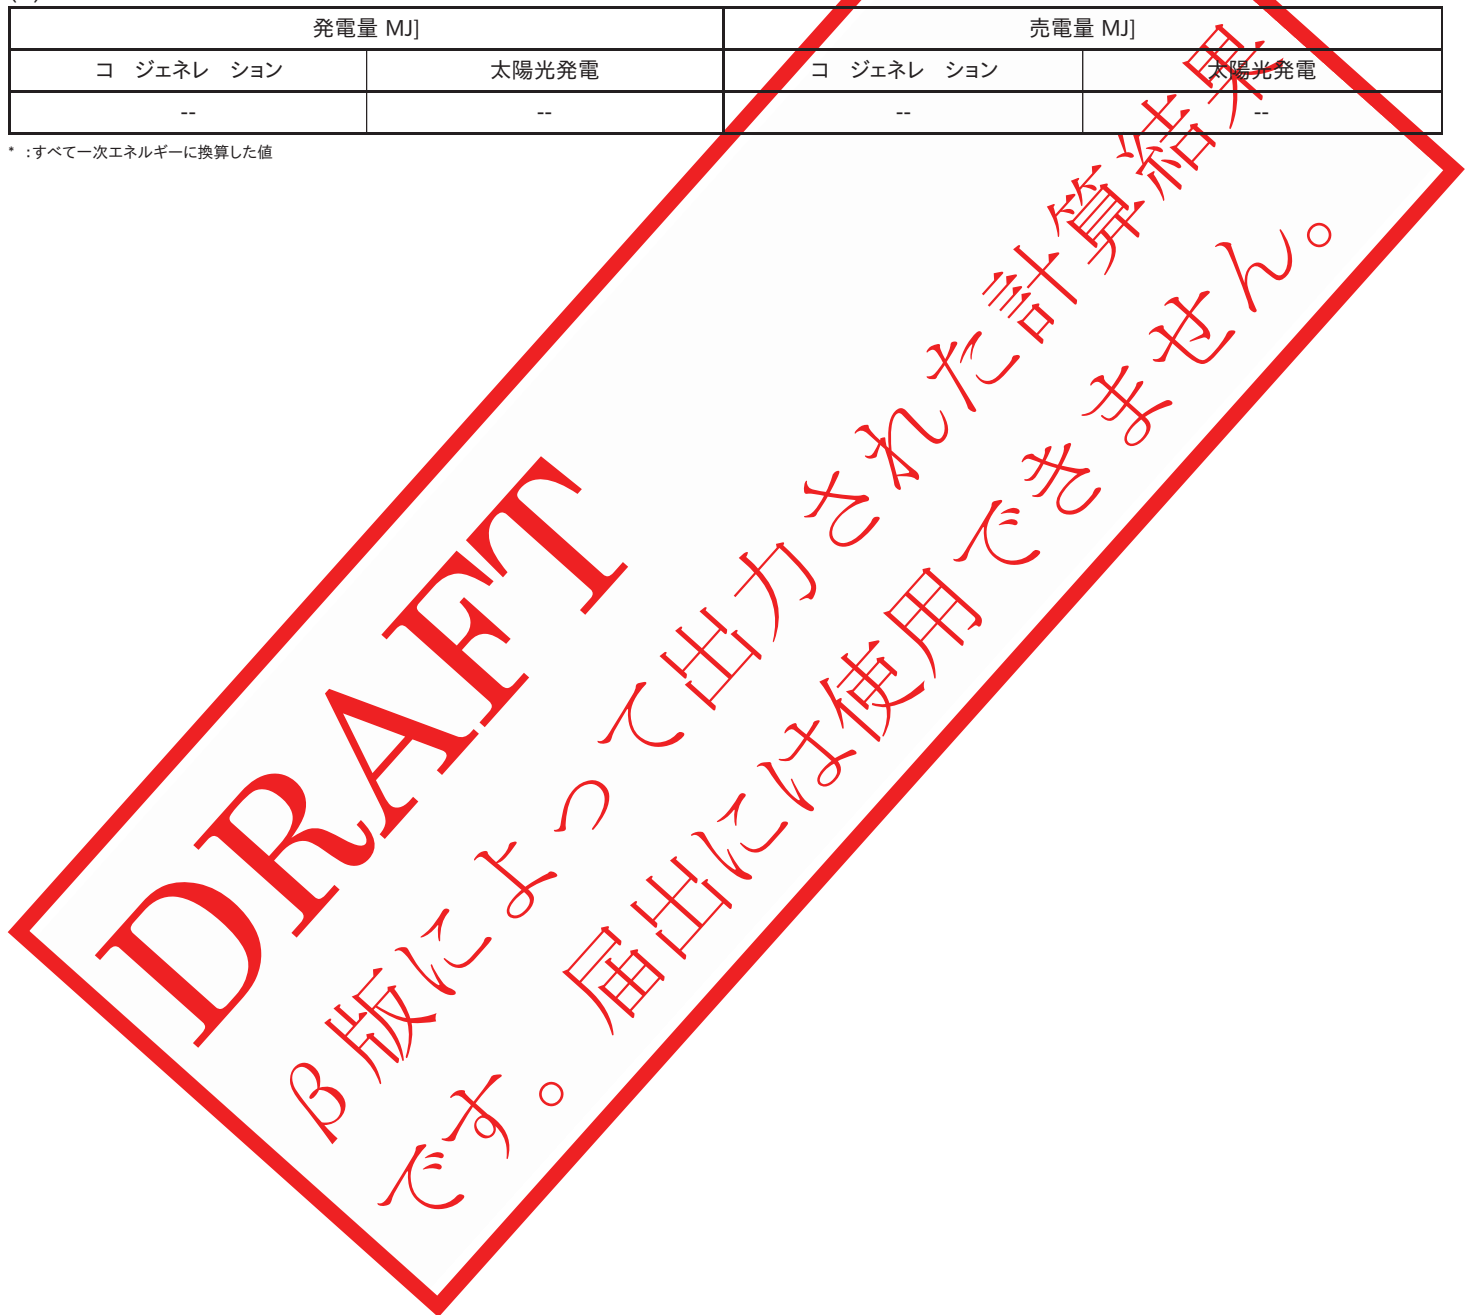 発電量 MJ] 売電量 MJ]
コ ジェネレ ション 太陽光発電 コ ジェネレ ション 太陽光発電
-- -- -- --
* :すべて一次エネルギーに換算した値
DRAFT
β版によって出力された計算結果
です。届出には使用できません。